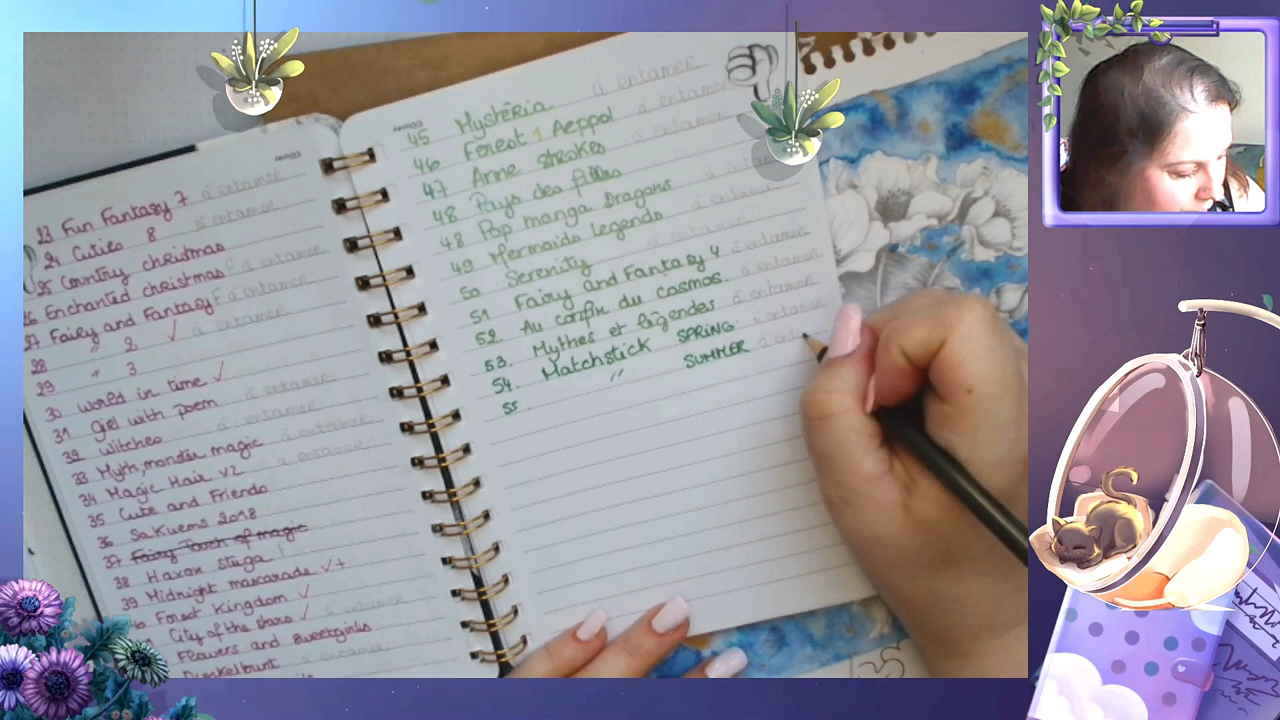 23 Fun Fantasy 7 à entamer
24 Cuties 8 à entamer
25 Country christmas
26 Enchanted christmas F à entamer
27 Fairy and Fantasy F à entamer
28 " 2 ✓ à entamer
29 " 3
30 World in time ✓
31 girl with poem à entamer
32 Witches à entamer
33 Myth, monster magic à entamer
34 Magic Hair V2 à entamer
35 Cute and Friends
36 Sakuems 2018
37 Fairy Touch of magic
38 Haxan stuga
39 Midnight mascarade ✓+
40 Forest Kingdom ✓
City of the stars ✓
Flowers and sweetgirls à entamer
Dunkelbunt à entamer
Clever
Clever
45 Mystéria à entamer
46 Forest 1 Aeppol à entamer
47 Anne stokes à entamer
48 Pays des filles
48 Pop manga Dragons
49 Mermaids legends
50 Serenity
51 Fairy and Fantasy 4 à entamer
52 Au confin du cosmos à entamer
53. Mythes et légendes à entamer
54. Matchstick SPRING à entamer
55. " SUMMER